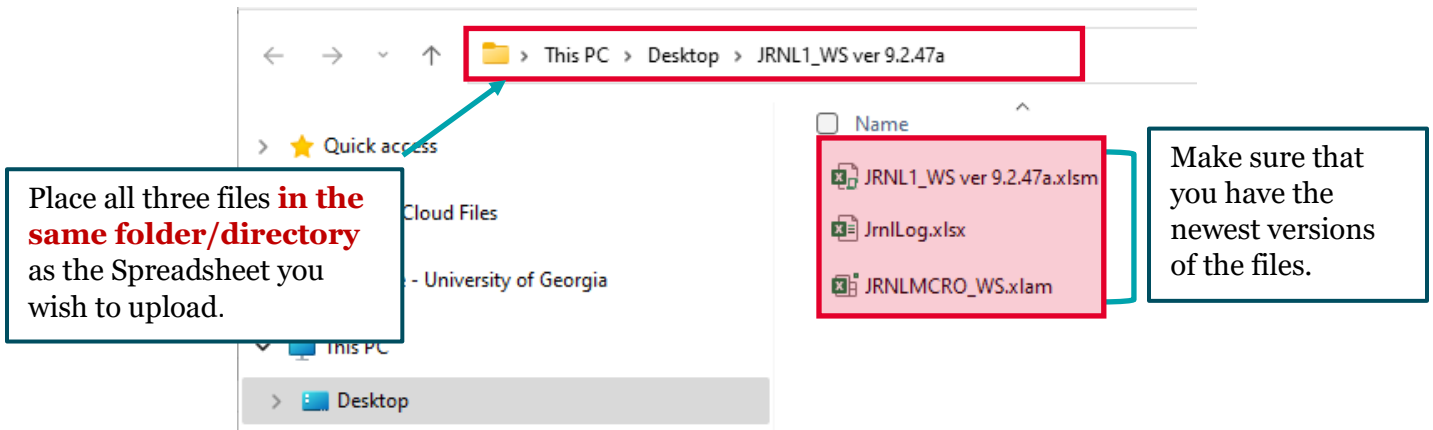 This PC > Desktop > JRNL1_WS ver 9.2.47a
Quick access
Cloud Files
- University of Georgia
This PC
Desktop
Place all three files in the
same folder/directory
as the Spreadsheet you
wish to upload.
Name
JRNL1_WS ver 9.2.47a.xlsm
JrnlLog.xlsx
JRNLMCRO_WS.xlam
Make sure that
you have the
newest versions
of the files.